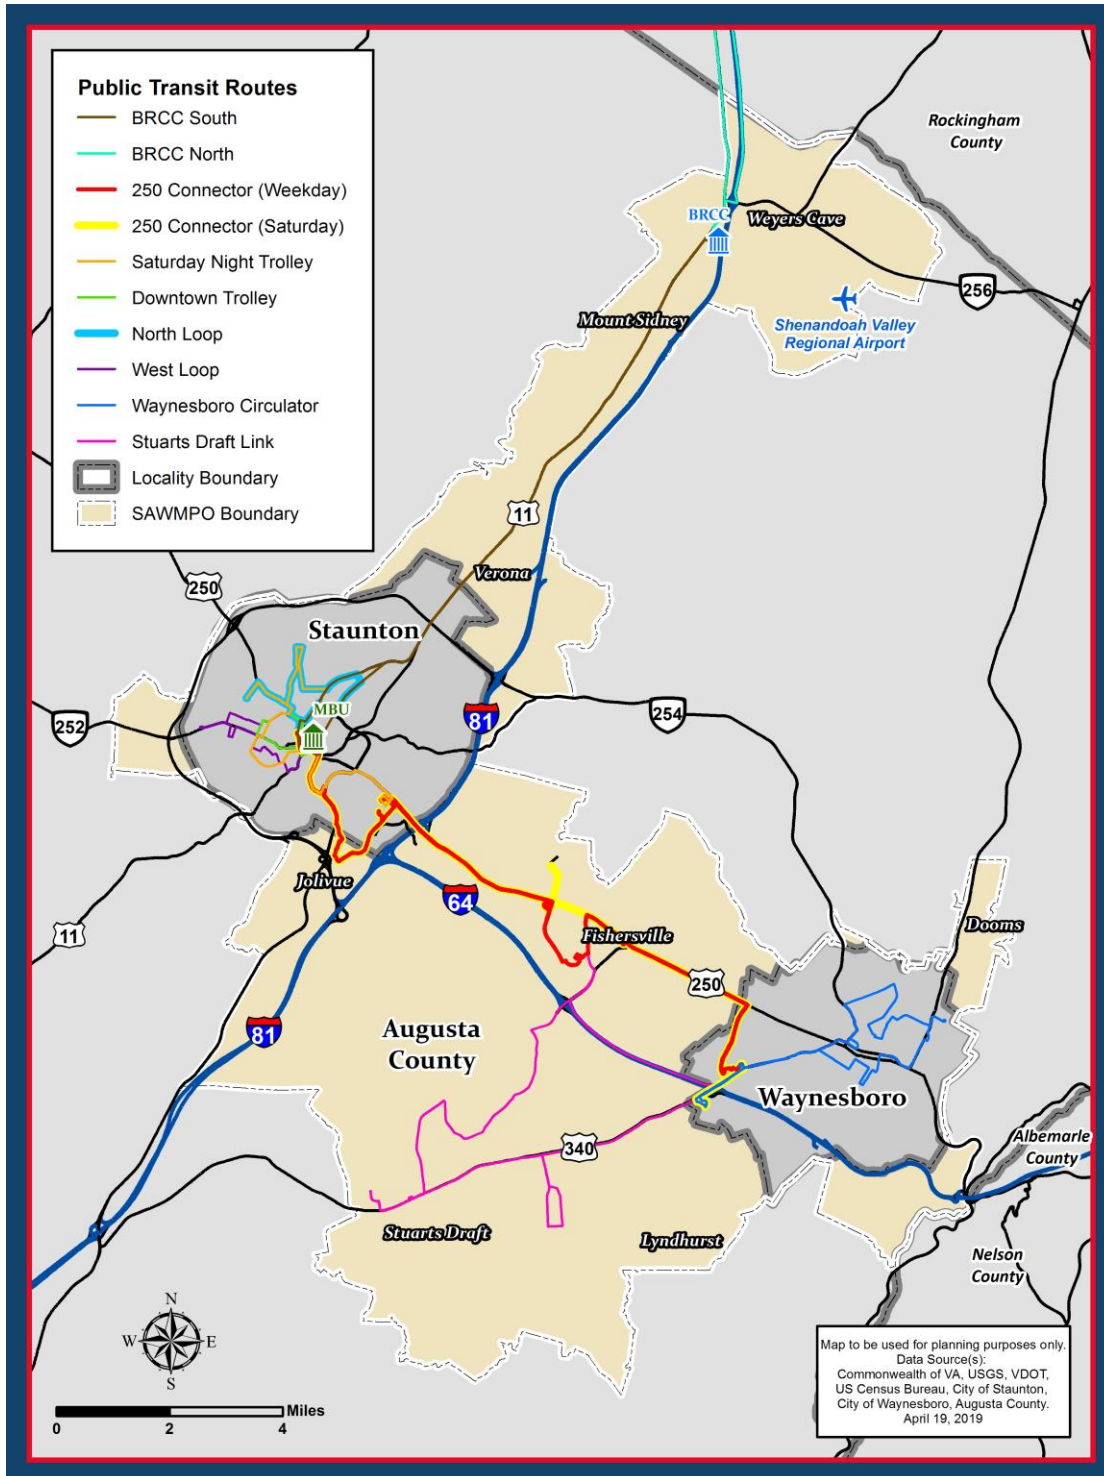 Public Transit Routes
BRCC South
BRCC North
250 Connector (Weekday)
250 Connector (Saturday)
Saturday Night Trolley
Downtown Trolley
North Loop
West Loop
Waynesboro Circulator
Stuarts Draft Link
Locality Boundary
SAWMPO Boundary
Rockingham
County
BRCC
Weyers Cave
256
Mount Sidney
Shenandoah Valley
Regional Airport
11
Verona
250
Staunton
MBU
252
81
254
Jolivue
64
11
Dooms
Fishersville
250
81
Augusta
County
Waynesboro
340
Albemarle
County
Stuarts Draft
Lyndhurst
Nelson
County
N
W
E
S
Miles
0
2
4
Map to be used for planning purposes only.
Data Source(s):
Commonwealth of VA, USGS, VDOT,
US Census Bureau, City of Staunton,
City of Waynesboro, Augusta County.
April 19, 2019